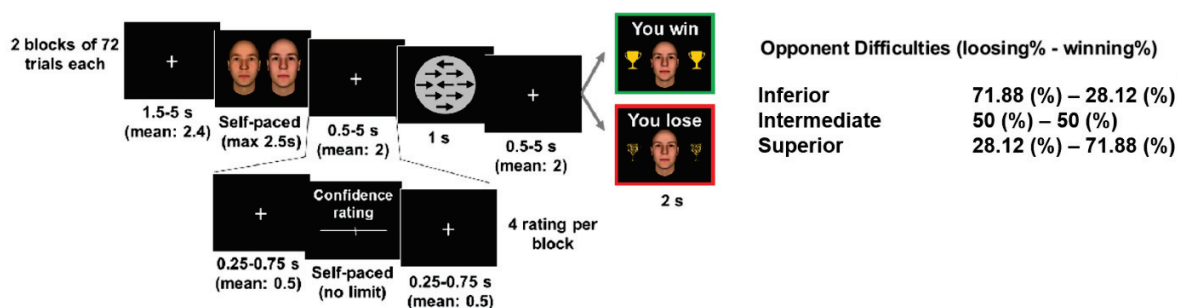 2 blocks of 72
trials each
1.5-5 s
(mean: 2.4)
Self-paced
(max 2.5s)
0.5-5 s
(mean: 2)
1 s
0.5-5 s
(mean: 2)
You win
You lose
2 s
Confidence
rating
0.25-0.75 s
(mean: 0.5)
Self-paced
(no limit)
0.25-0.75 s
(mean: 0.5)
4 rating per
block
Opponent Difficulties (loosing% - winning%)
Inferior 71.88 (%) – 28.12 (%)
Intermediate 50 (%) – 50 (%)
Superior 28.12 (%) – 71.88 (%)